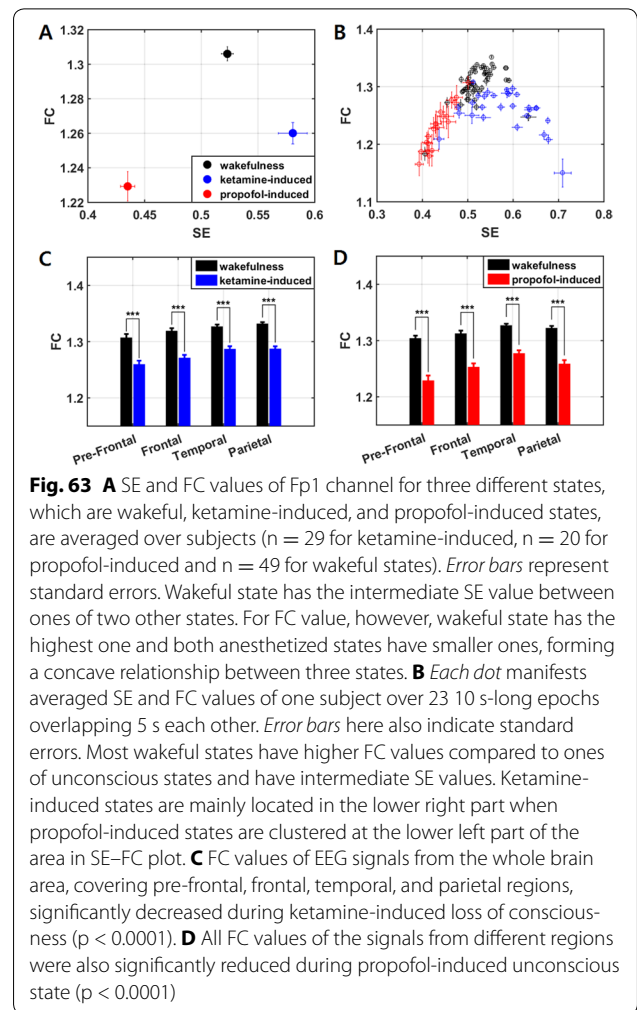 A
B
1.32
1.3
1.28
1.26
1.24
1.22
FC
0.4
0.45
0.5
0.55
0.6
SE
wakefulness
ketamine-induced
propofol-induced
1.4
1.3
1.2
1.1
FC
0.3
0.4
0.5
0.6
0.7
0.8
SE
C
D
wakefulness
ketamine-induced
1.4
1.3
1.2
FC
***
***
***
***
Pre-Frontal
Frontal
Temporal
Parietal
wakefulness
propofol-induced
1.4
1.3
1.2
FC
***
***
***
***
Pre-Frontal
Frontal
Temporal
Parietal
Fig. 63 A SE and FC values of Fp1 channel for three different states,
which are wakeful, ketamine-induced, and propofol-induced states,
are averaged over subjects (n = 29 for ketamine-induced, n = 20 for
propofol-induced and n = 49 for wakeful states). Error bars represent
standard errors. Wakeful state has the intermediate SE value between
ones of two other states. For FC value, however, wakeful state has the
highest one and both anesthetized states have smaller ones, forming
a concave relationship between three states. B Each dot manifests
averaged SE and FC values of one subject over 23 10 s-long epochs
overlapping 5 s each other. Error bars here also indicate standard
errors. Most wakeful states have higher FC values compared to ones
of unconscious states and have intermediate SE values. Ketamine-
induced states are mainly located in the lower right part when
propofol-induced states are clustered at the lower left part of the
area in SE–FC plot. C FC values of EEG signals from the whole brain
area, covering pre-frontal, frontal, temporal, and parietal regions,
significantly decreased during ketamine-induced loss of conscious-
ness (p < 0.0001). D All FC values of the signals from different regions
were also significantly reduced during propofol-induced unconscious
state (p < 0.0001)